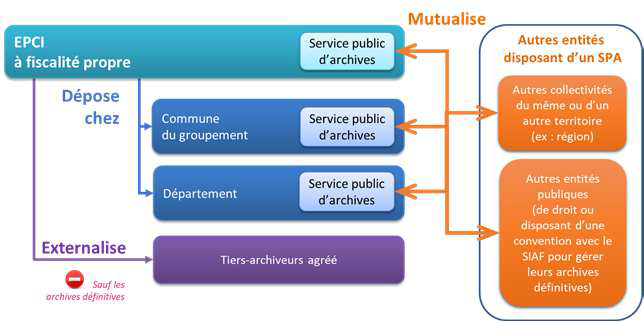 Mutualise
EPCI
à fiscalité propre
Service public
d'archives
Dépose
chez
Commune
du groupement
Service public
d'archives
Département
Service public
d'archives
Externalise
Sauf les
archives définitives
Tiers-archiveurs agréé
Autres entités
disposant d'un SPA
Autres collectivités
du même ou d'un
autre territoire
(ex : région)
Autres entités
publiques
(de droit ou
disposant d'une
convention avec le
SIAF pour gérer
leurs archives
définitives)